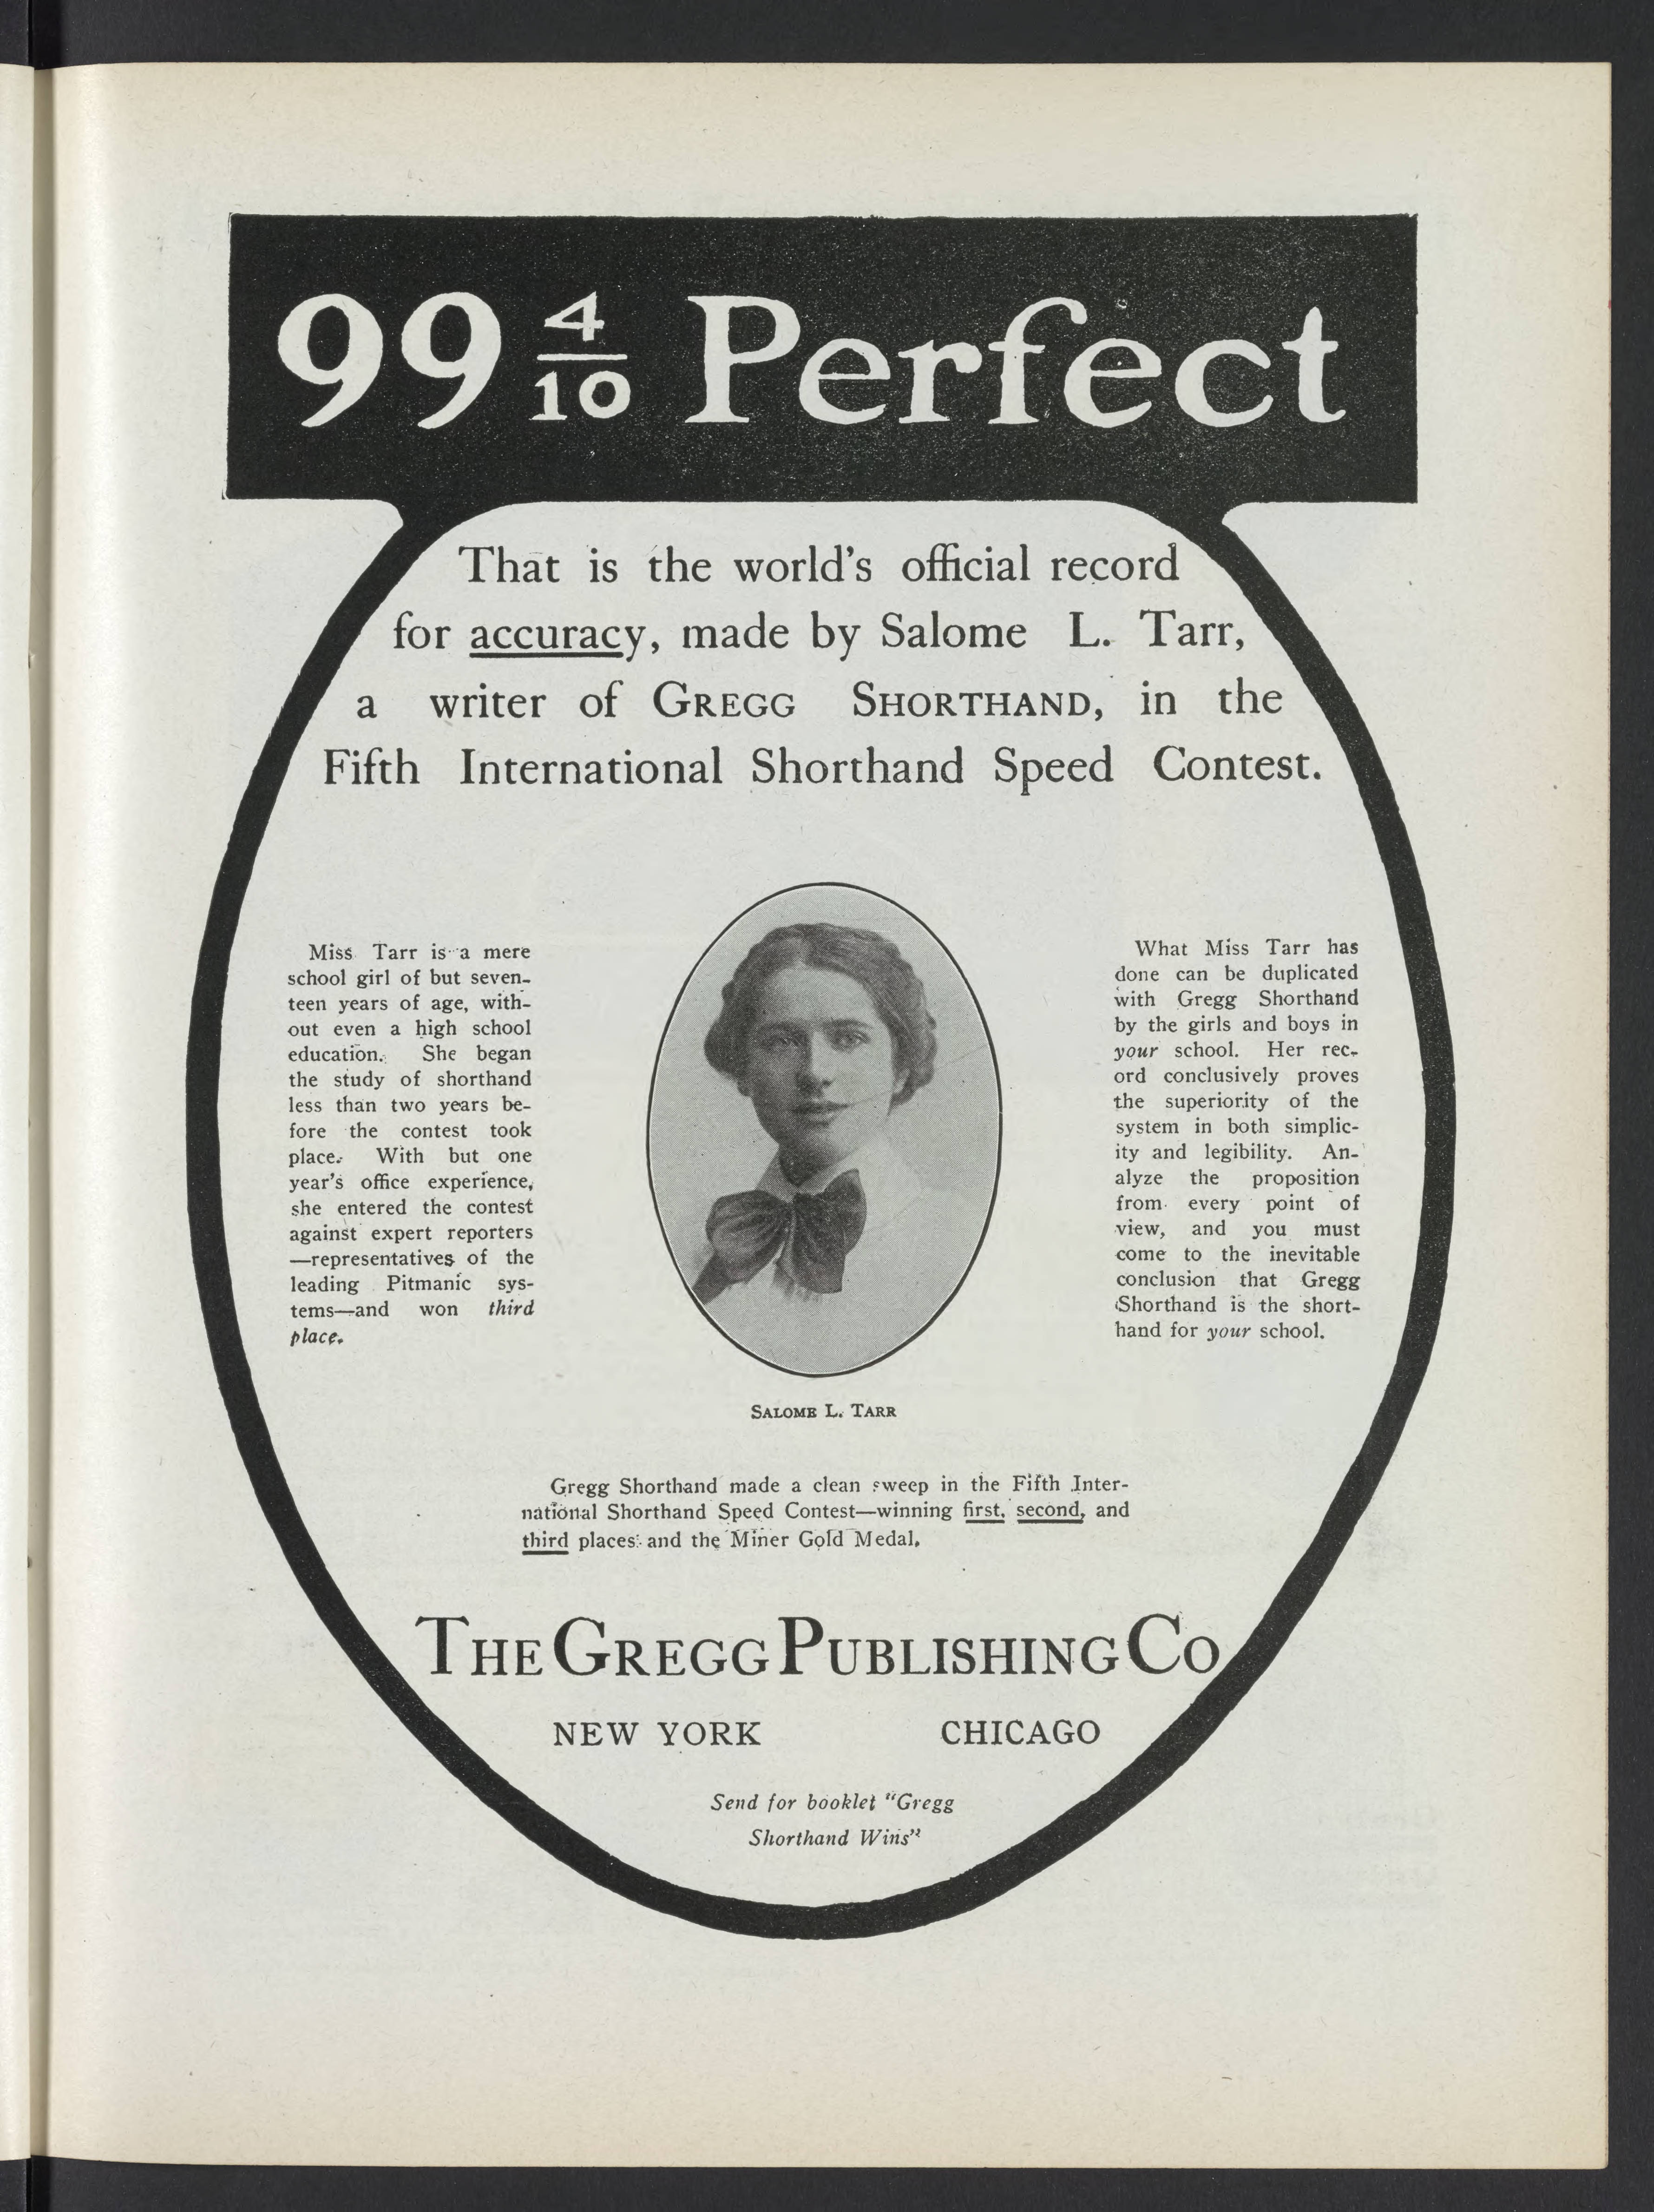 99 4/10 Perfect
That is the world's official record
for accuracy, made by Salome L. Tarr,
a writer of GREGG SHORTHAND, in the
Fifth International Shorthand Speed Contest.
Miss Tarr is a mere
school girl of but seven-
teen years of age, with-
out even a high school
education. She began
the study of shorthand
less than two years be-
fore the contest took
place. With but one
year's office experience,
she entered the contest
against expert reporters
—representatives of the
leading Pitmanic sys-
tems—and won third
place.
What Miss Tarr has
done can be duplicated
with Gregg Shorthand
by the girls and boys in
your school. Her rec-
ord conclusively proves
the superiority of the
system in both simplic-
ity and legibility. An-
alyze the proposition
from every point of
view, and you must
come to the inevitable
conclusion that Gregg
Shorthand is the short-
hand for your school.
SALOME L. TARR
Gregg Shorthand made a clean sweep in the Fifth Inter-
national Shorthand Speed Contest—winning first, second, and
third places and the Miner Gold Medal.
THE GREGG PUBLISHING CO
NEW YORK CHICAGO
Send for booklet "Gregg
Shorthand Wins"